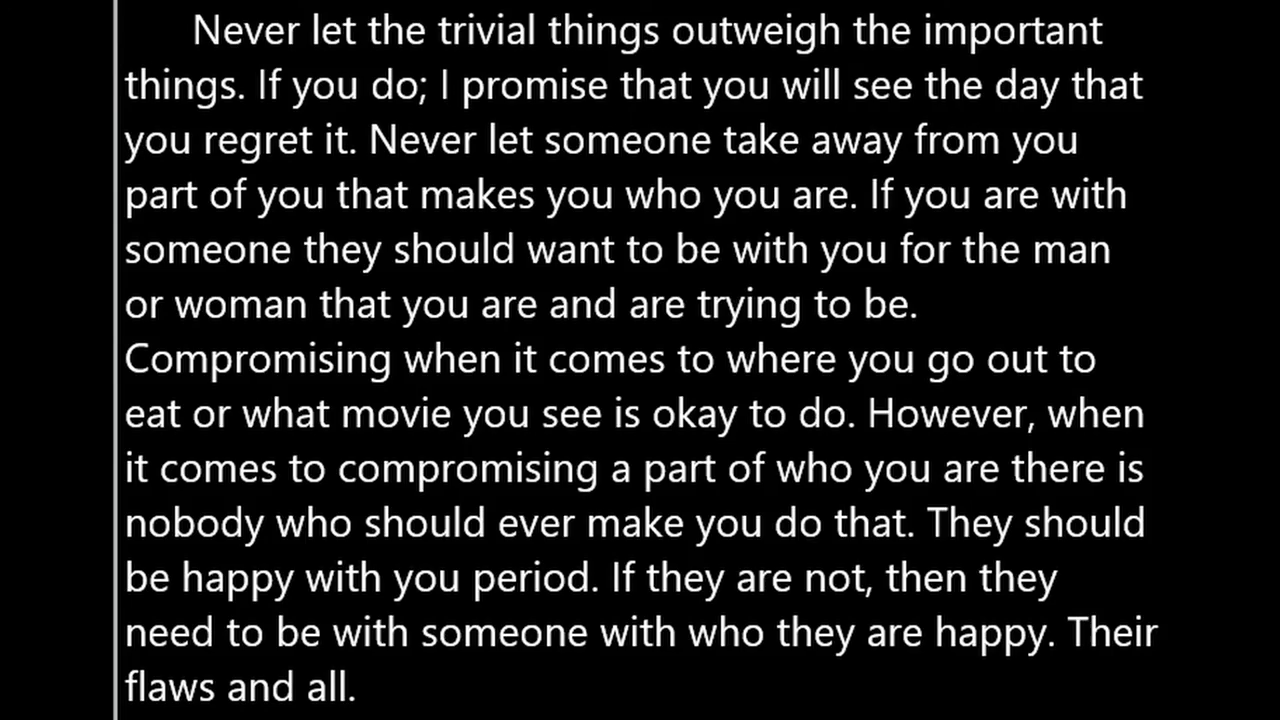 Never let the trivial things outweigh the important
things. If you do; I promise that you will see the day that
you regret it. Never let someone take away from you
part of you that makes you who you are. If you are with
someone they should want to be with you for the man
or woman that you are and are trying to be.
Compromising when it comes to where you go out to
eat or what movie you see is okay to do. However, when
it comes to compromising a part of who you are there is
nobody who should ever make you do that. They should
be happy with you period. If they are not, then they
need to be with someone with who they are happy. Their
flaws and all.